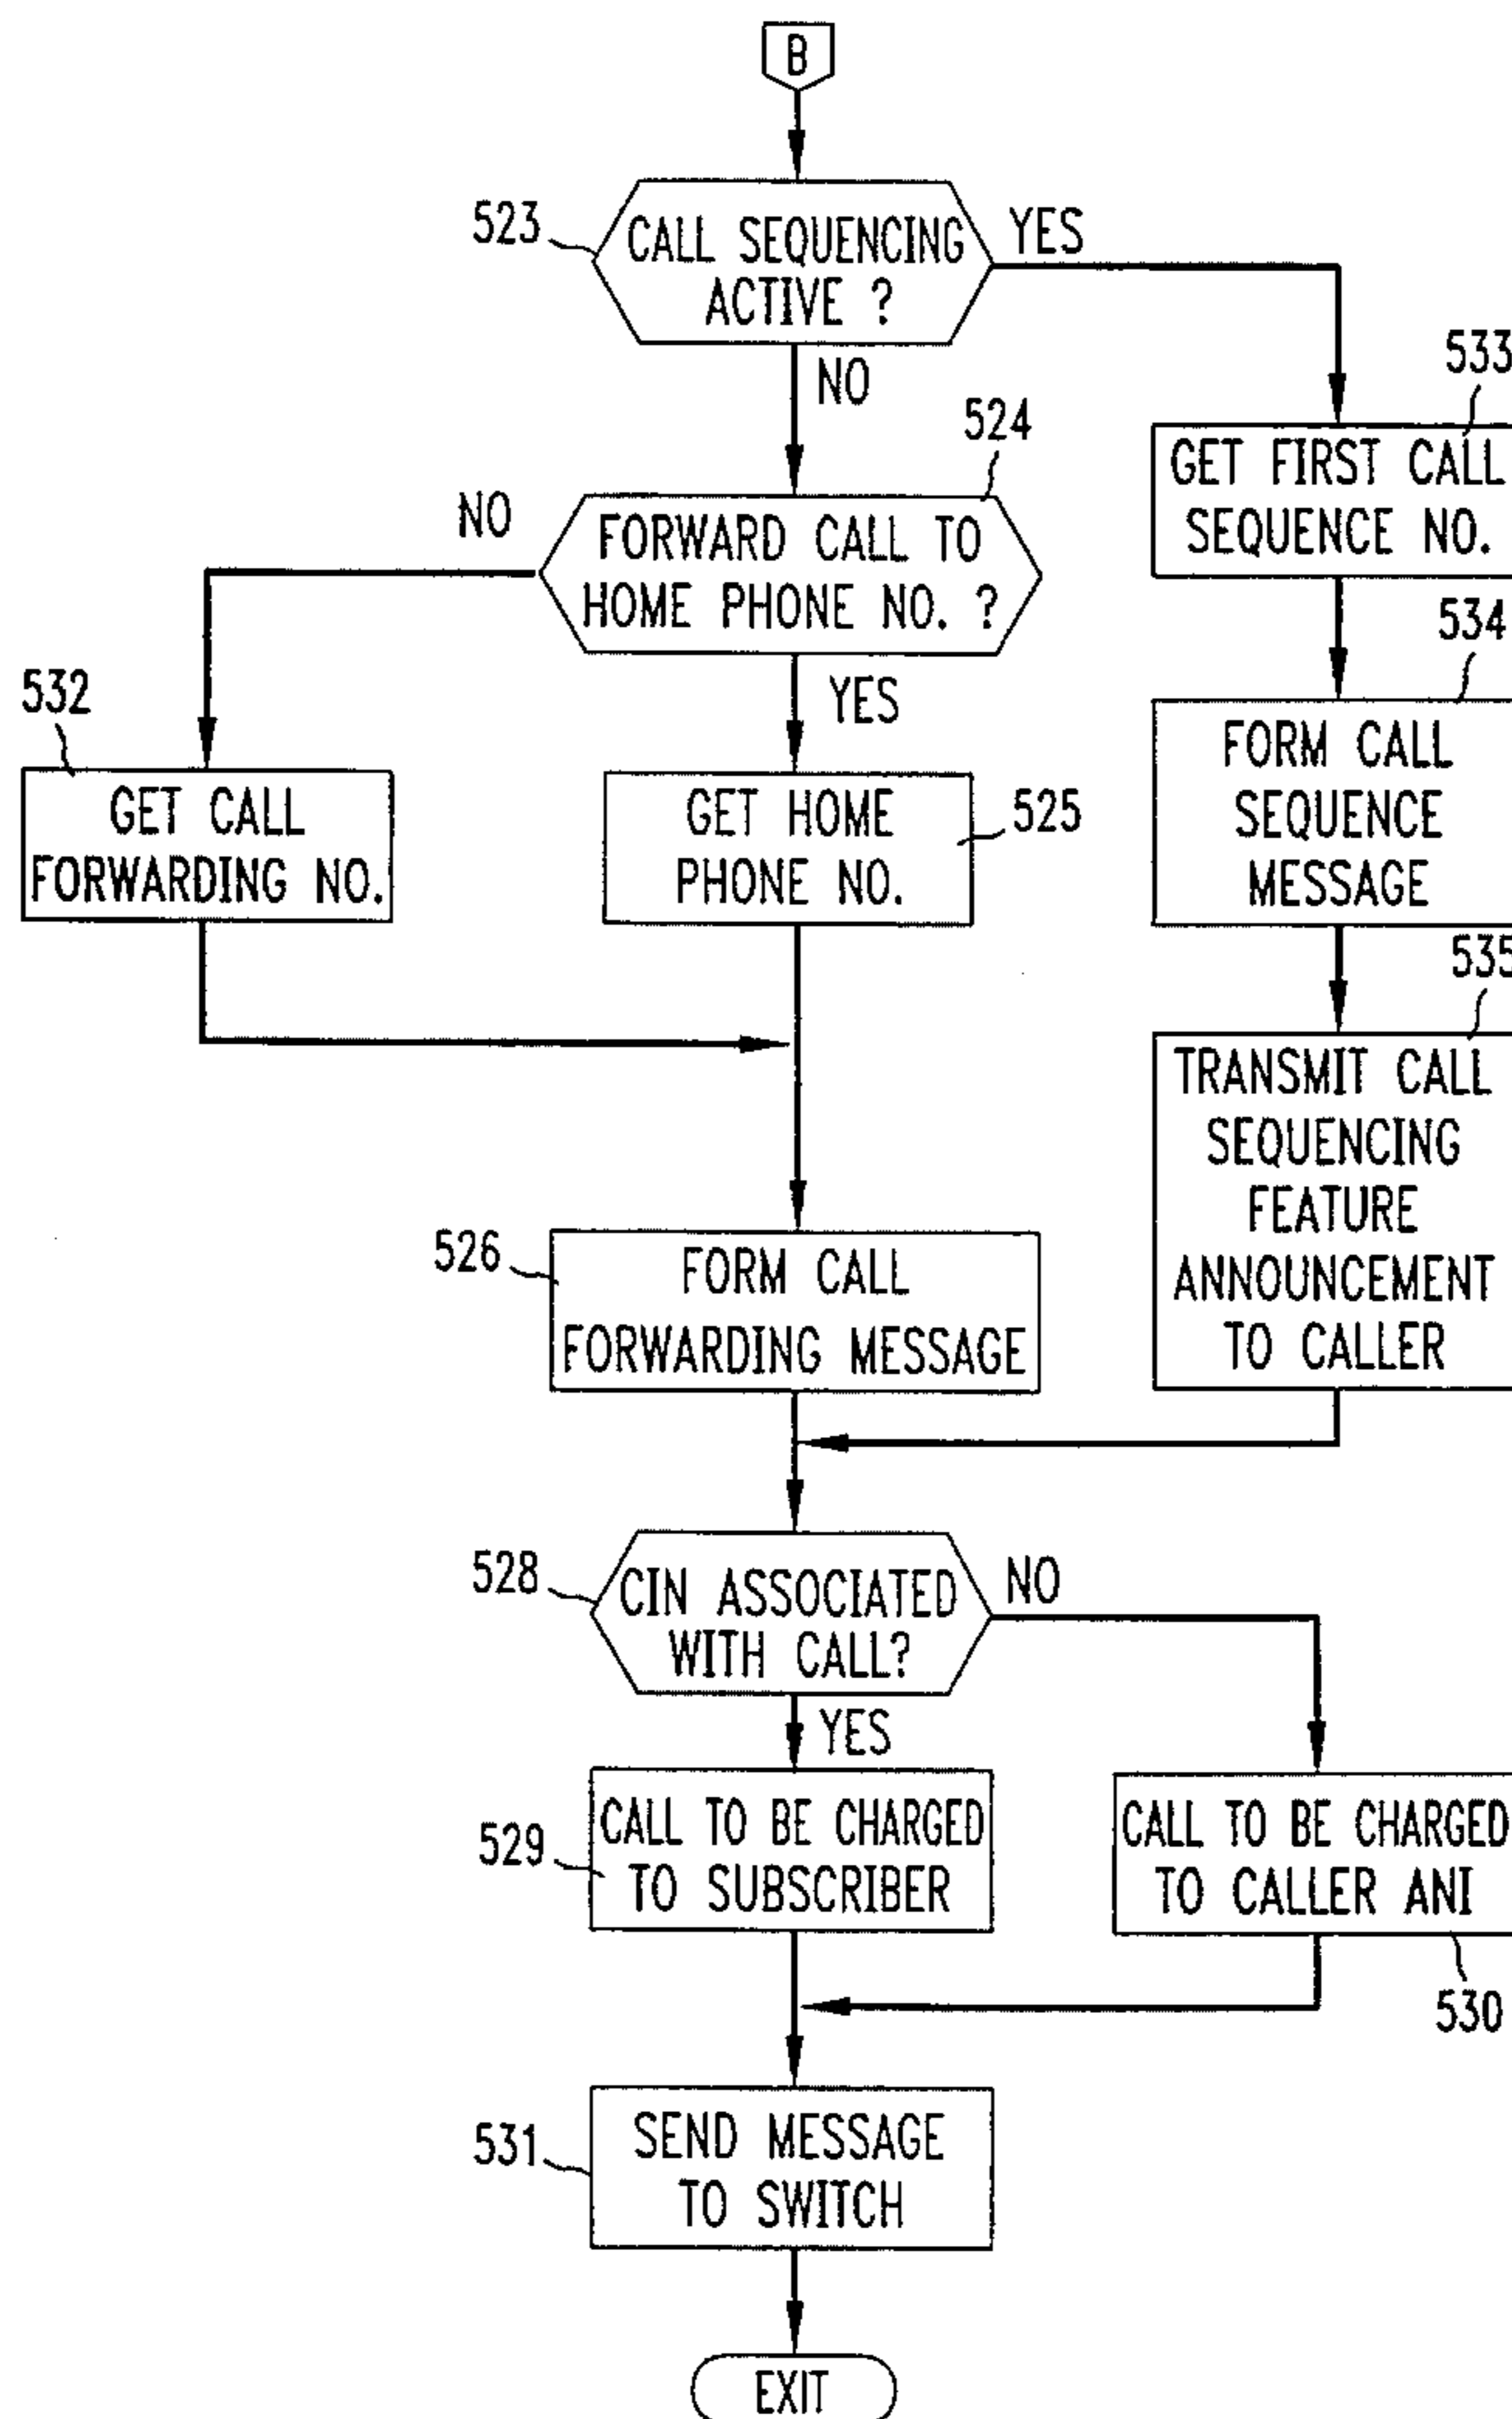 B
523
CALL SEQUENCING
ACTIVE ?
YES
NO
533
GET FIRST CALL
SEQUENCE NO.
524
FORWARD CALL TO
HOME PHONE NO. ?
NO
YES
534
FORM CALL
SEQUENCE
MESSAGE
532
GET CALL
FORWARDING NO.
GET HOME
PHONE NO.
525
535
TRANSMIT CALL
SEQUENCING
FEATURE
ANNOUNCEMENT
TO CALLER
526
FORM CALL
FORWARDING MESSAGE
528
CIN ASSOCIATED
WITH CALL?
NO
YES
529
CALL TO BE CHARGED
TO SUBSCRIBER
CALL TO BE CHARGED
TO CALLER ANI
530
531
SEND MESSAGE
TO SWITCH
EXIT